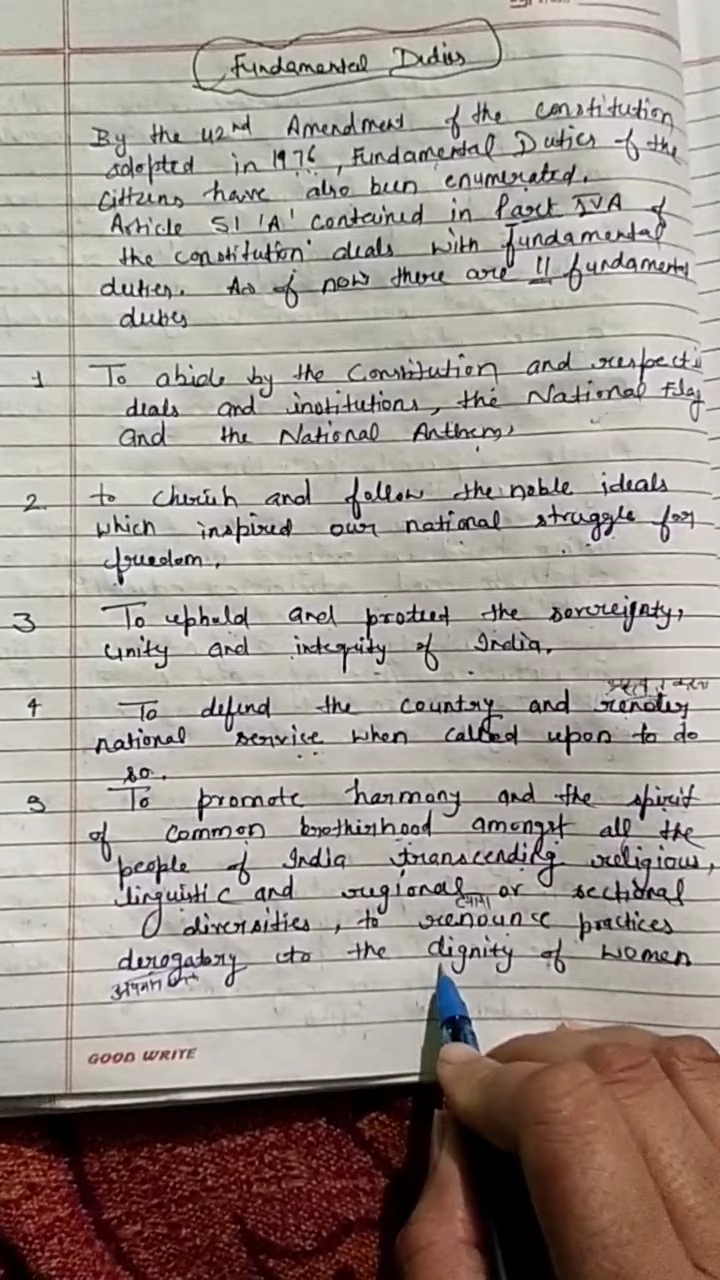 Fundamental Duties
By the 42nd Amendment of the constitution
adopted in 1976, Fundamental Duties of the
Citizens have also been enumerated.
Article 51 'A' contained in Part IVA of
the constitution deals with fundamental
duties. As of now there are 11 fundamental
duties
1 To abide by the Constitution and respect i
deals and institutions, the National Flag
and the National Anthem,
2. to cherish and follow the noble ideals
which inspired our national struggle for
freedom.
3 To uphold and protect the sovereignty,
unity and integrity of India.
4 To defend the country and render
national service when called upon to do
so.
5 To promote harmony and the spirit
of common brotherhood amongst all the
people of India transcending religious,
linguistic and regional or sectional
diversities, to renounce practices
derogatory to the dignity of women
GOOD WRITE